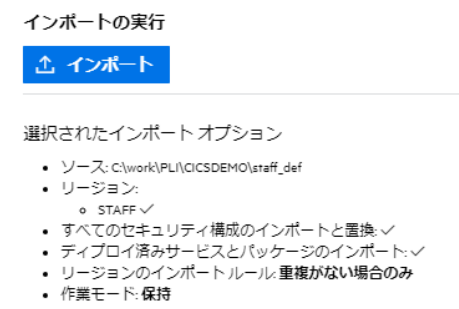 インポートの実行
インポート
選択されたインポート オプション
ソース: C:\work\PLI\CICSDEMO\staff_def
リージョン:
STAFF✓
すべてのセキュリティ構成のインポートと置換:✓
ディプロイ済みサービスとパッケージのインポート:✓
リージョンのインポート ルール: 重複がない場合のみ
作業モード: 保持